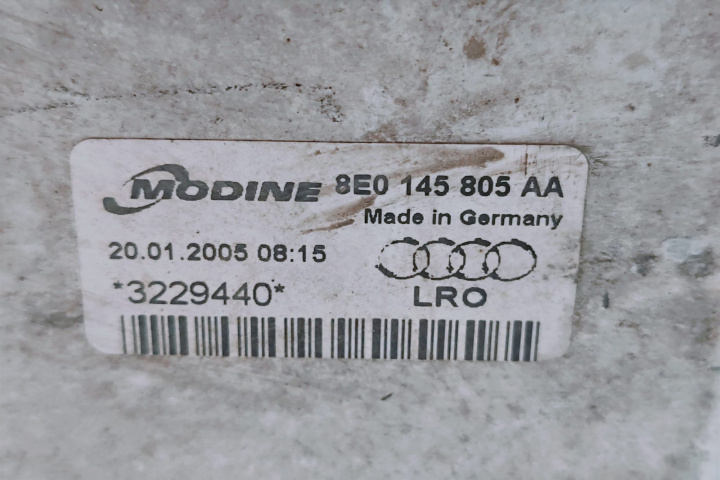 MODINE 8E0 145 805 AA
Made in Germany
20.01.2005 08:15
*3229440*
LRO